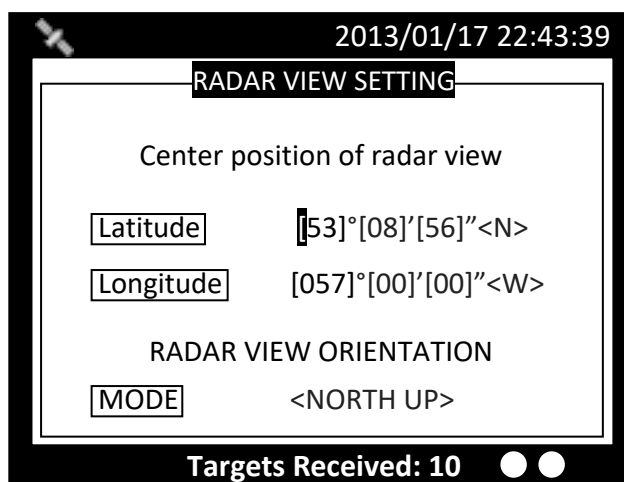 2013/01/17 22:43:39
RADAR VIEW SETTING
Center position of radar view
Latitude [53]°[08]’[56]”<N>
Longitude [057]°[00]’[00]”<W>
RADAR VIEW ORIENTATION
MODE <NORTH UP>
Targets Received: 10